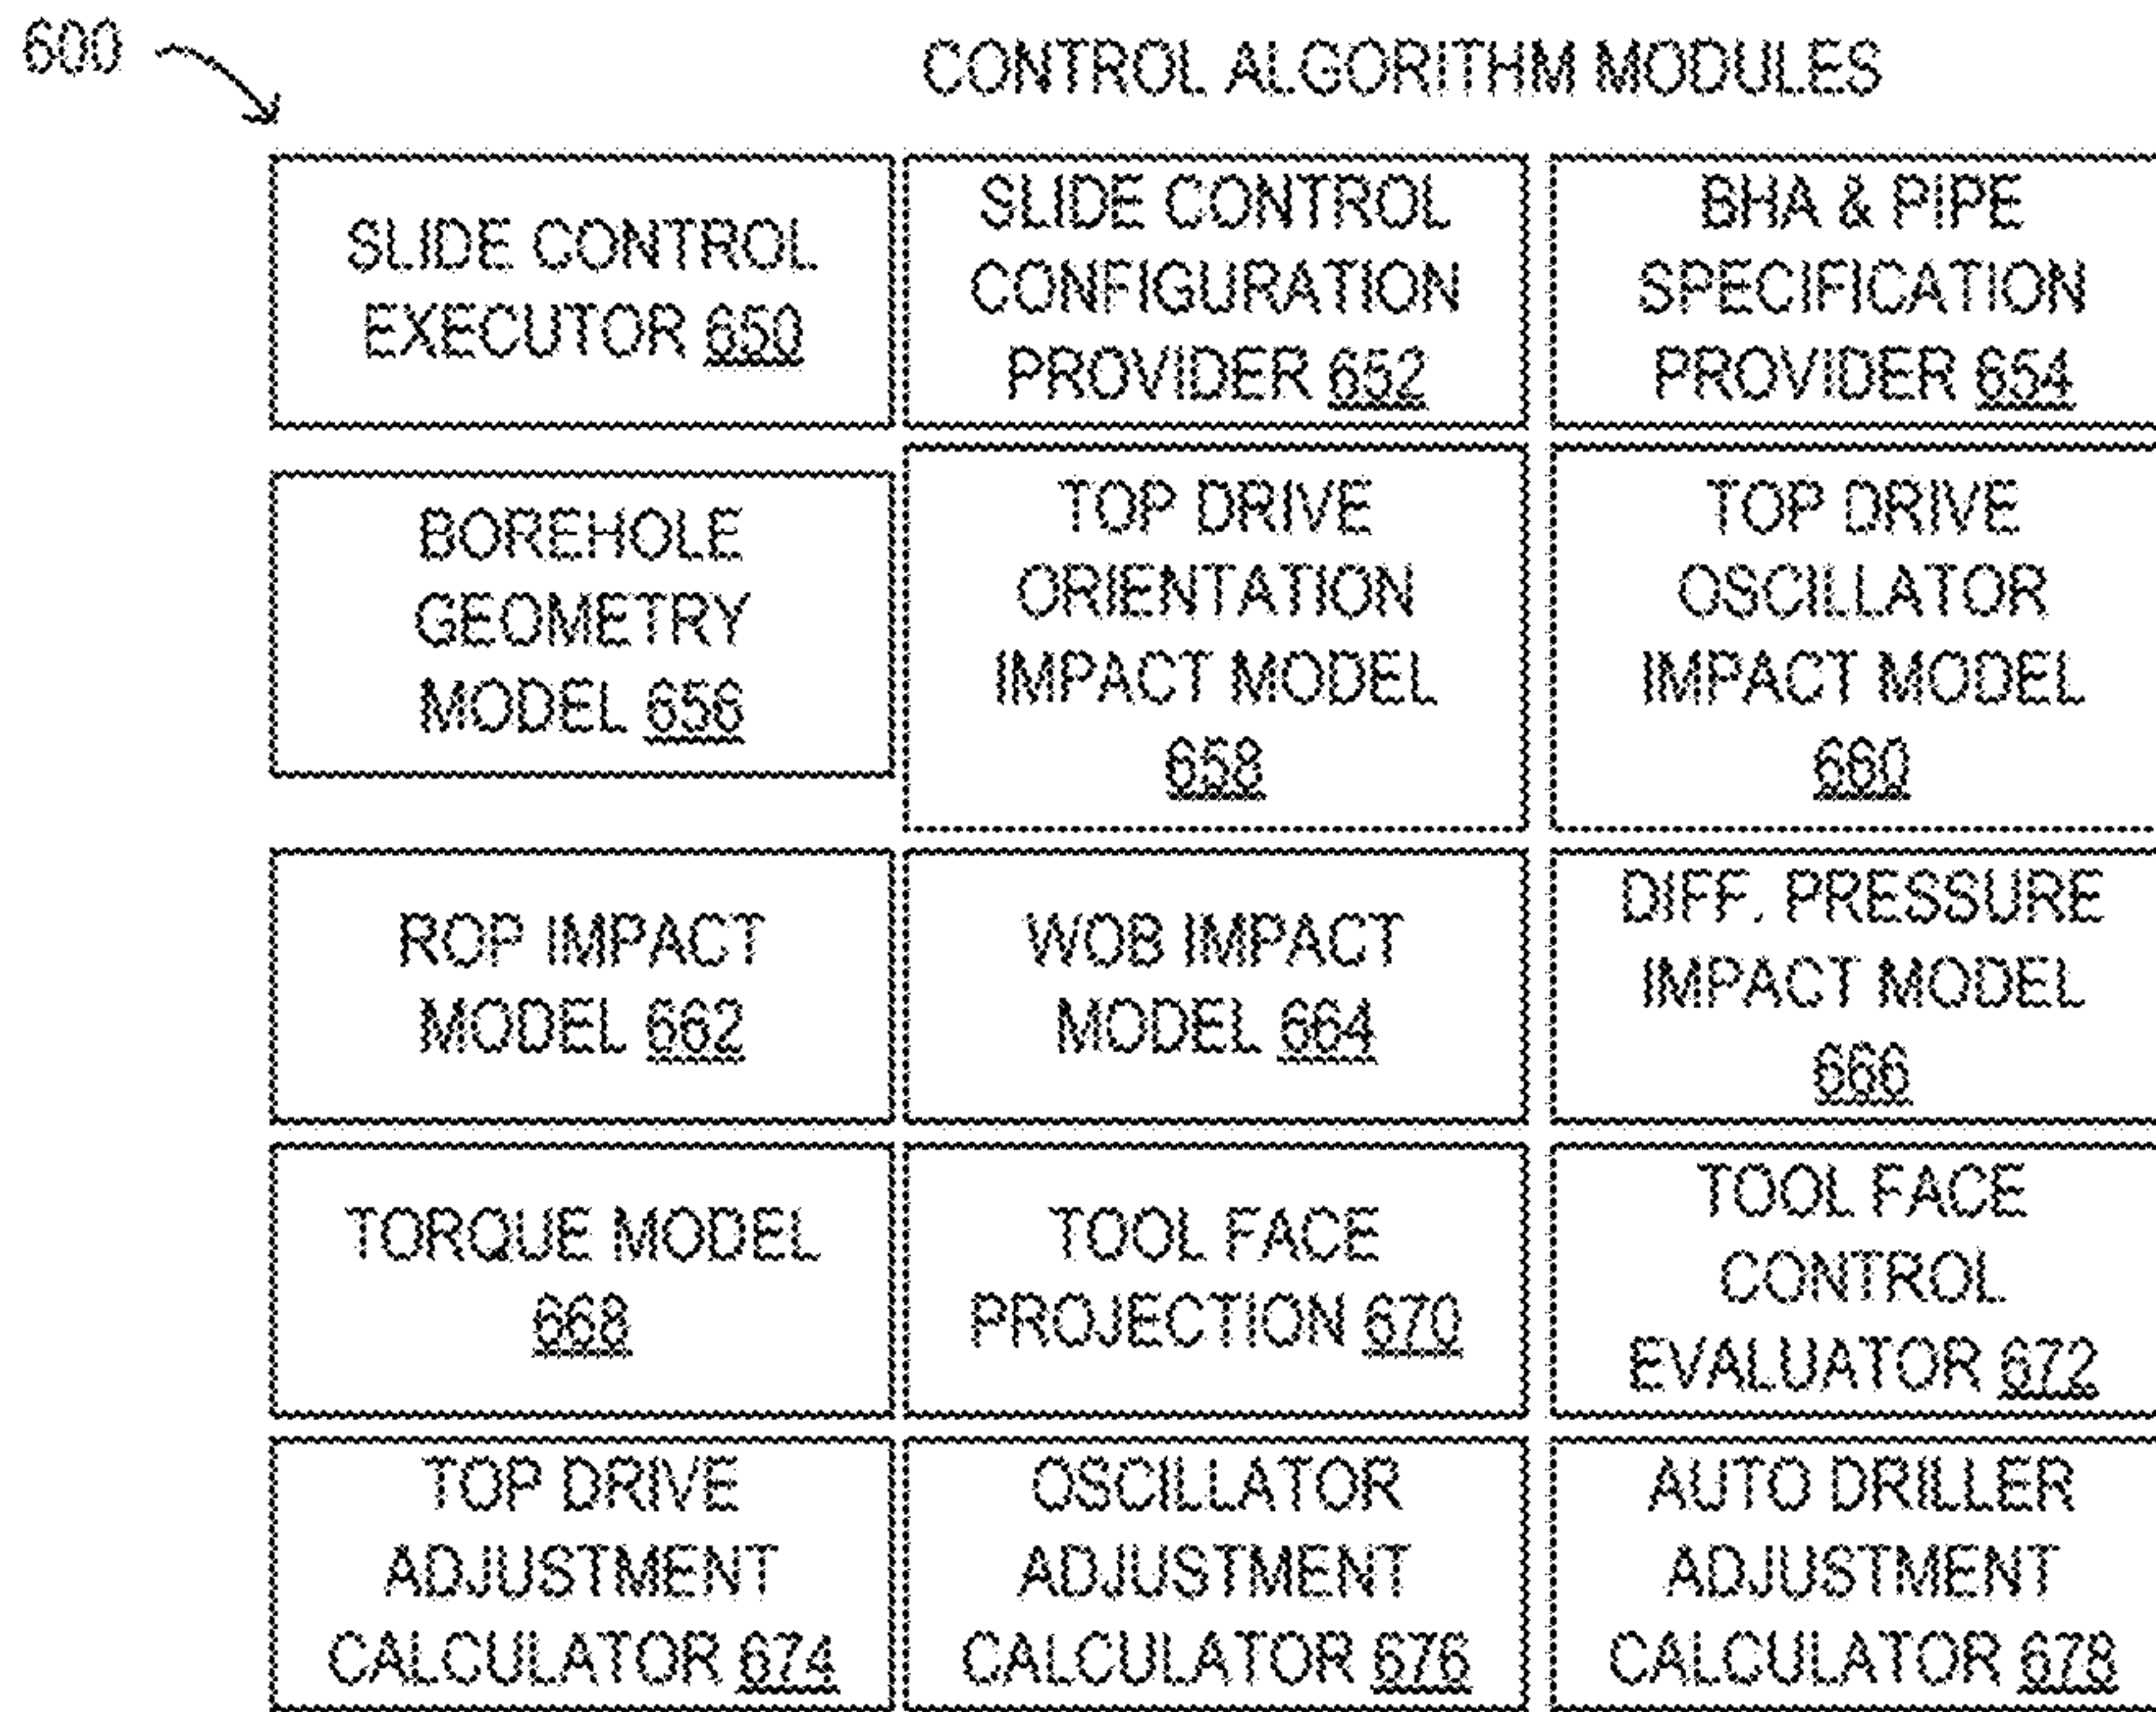 600
CONTROL ALGORITHM MODULES
SLIDE CONTROL
EXECUTOR 650
SLIDE CONTROL
CONFIGURATION
PROVIDER 652
BHA & PIPE
SPECIFICATION
PROVIDER 654
BOREHOLE
GEOMETRY
MODEL 656
TOP DRIVE
ORIENTATION
IMPACT MODEL
658
TOP DRIVE
OSCILLATOR
IMPACT MODEL
660
ROP IMPACT
MODEL 662
WOB IMPACT
MODEL 664
DIFF. PRESSURE
IMPACT MODEL
666
TORQUE MODEL
668
TOOL FACE
PROJECTION 670
TOOL FACE
CONTROL
EVALUATOR 672
TOP DRIVE
ADJUSTMENT
CALCULATOR 674
OSCILLATOR
ADJUSTMENT
CALCULATOR 676
AUTO DRILLER
ADJUSTMENT
CALCULATOR 678